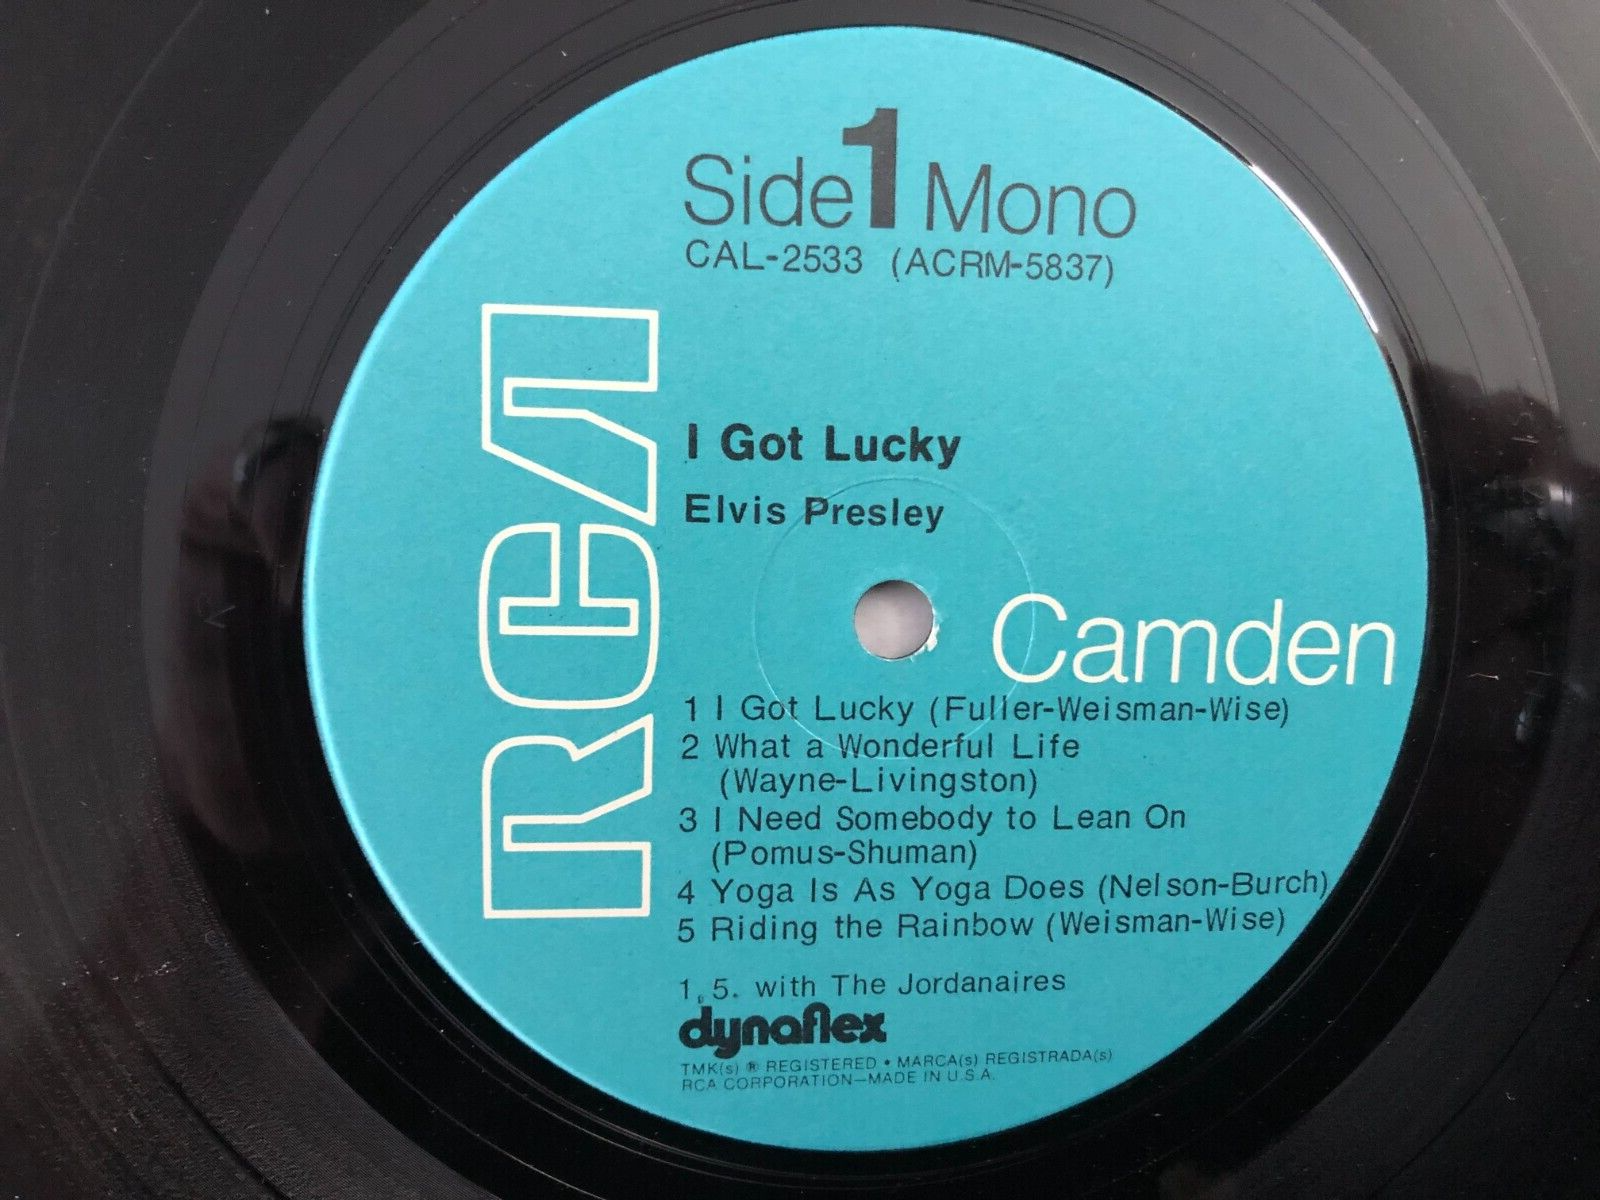 Side 1 Mono
CAL-2533 (ACRM-5837)
RCA
I Got Lucky
Elvis Presley
Camden
1 I Got Lucky (Fuller-Weisman-Wise)
2 What a Wonderful Life
(Wayne-Livingston)
3 I Need Somebody to Lean On
(Pomus-Shuman)
4 Yoga Is As Yoga Does (Nelson-Burch)
5 Riding the Rainbow (Weisman-Wise)
1, 5. with The Jordanaires
dynaflex
TMK(s) ® REGISTERED • MARCA(s) REGISTRADA(s)
RCA CORPORATION—MADE IN U.S.A.